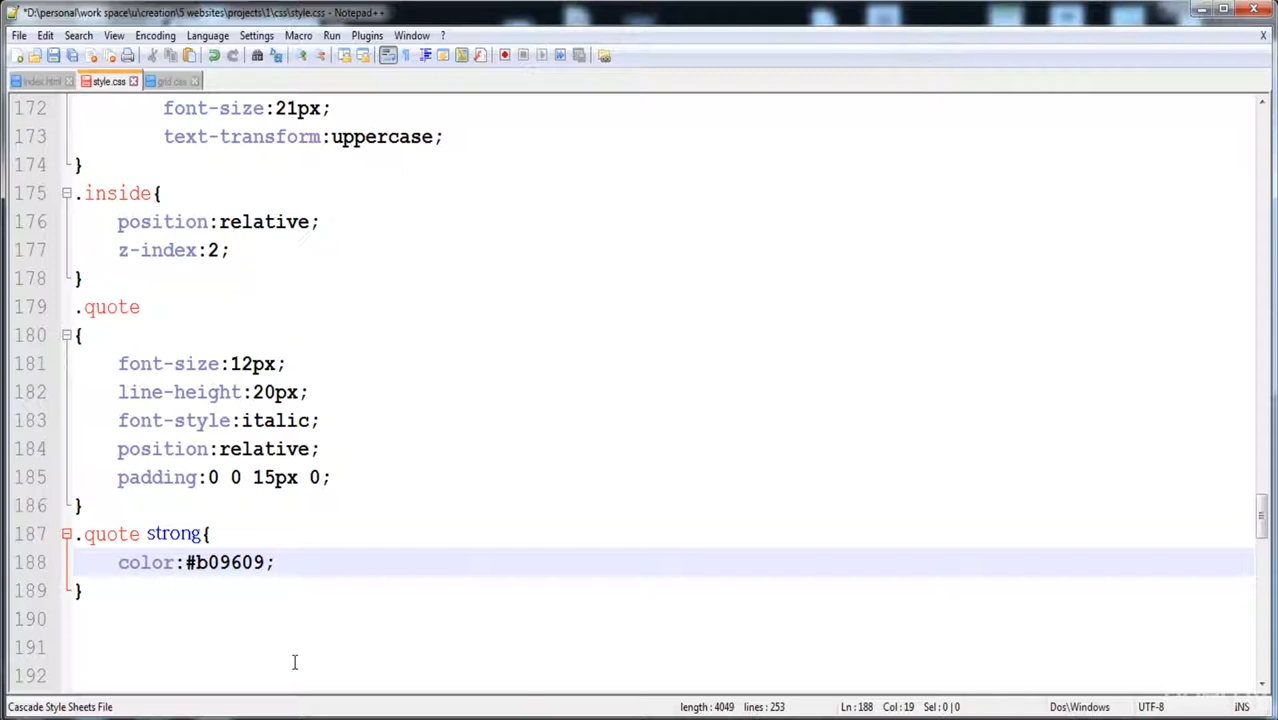 *D:\personal\work space\u\creation\5 websites\projects\1\css\style.css - Notepad++
File Edit Search View Encoding Language Settings Macro Run Plugins Window ? X
index.html style.css grid.css
172 font-size:21px;
173 text-transform:uppercase;
174 }
175 .inside{
176 position:relative;
177 z-index:2;
178 }
179 .quote
180 {
181 font-size:12px;
182 line-height:20px;
183 font-style:italic;
184 position:relative;
185 padding:0 0 15px 0;
186 }
187 .quote strong{
188 color:#b09609;
189 }
190
191
192
Cascade Style Sheets File length: 4049 lines: 253 Ln: 188 Col: 19 Sel: 0 | 0 Dos\Windows UTF-8 INS